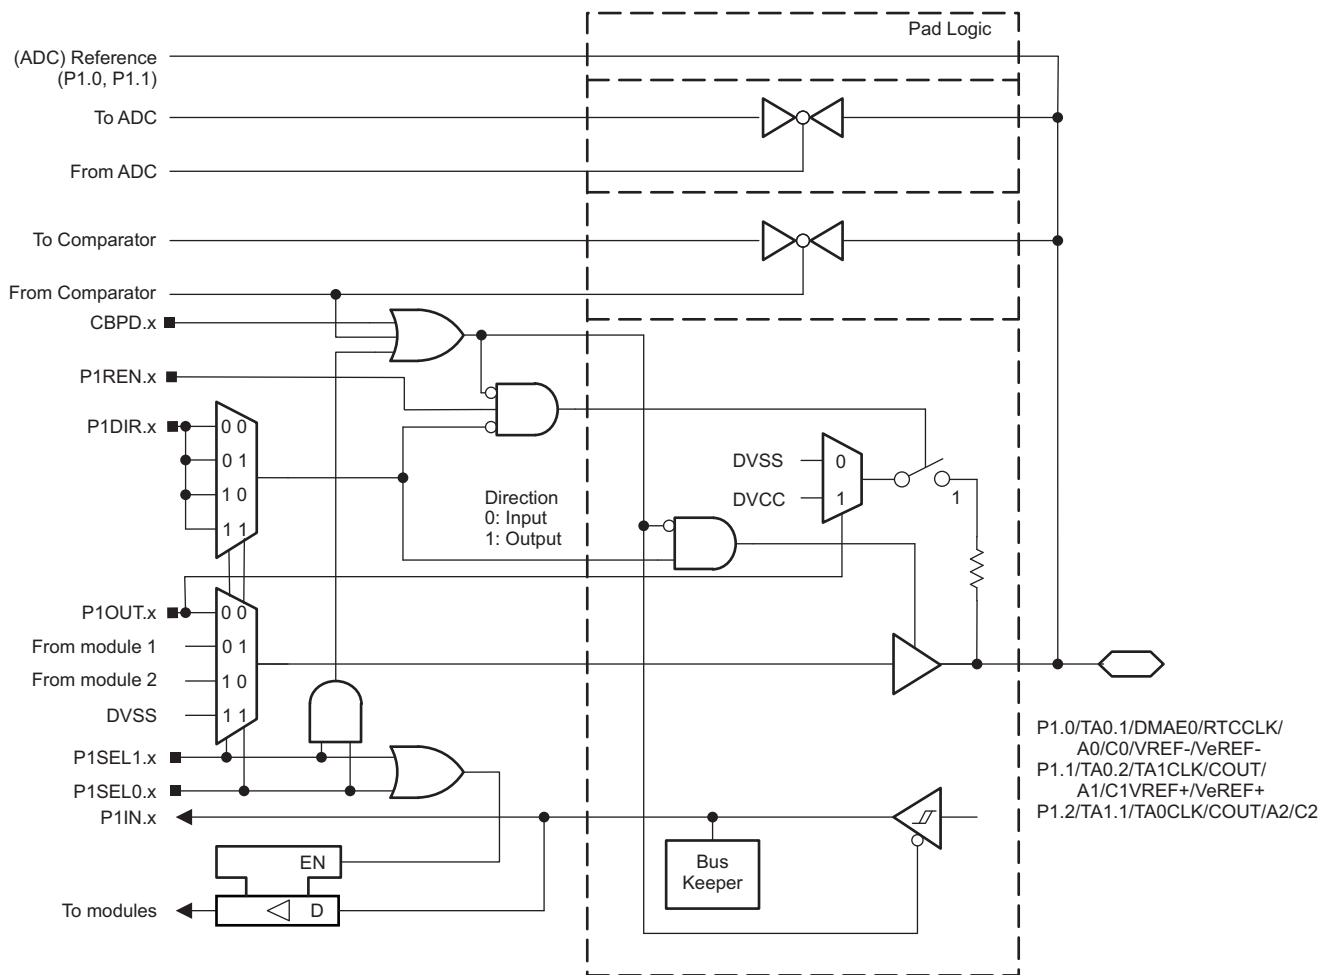 Pad Logic
(ADC) Reference
(P1.0, P1.1)
To ADC
From ADC
To Comparator
From Comparator
CBPD.x
P1REN.x
P1DIR.x
0 0
0 1
1 0
1 1
Direction
0: Input
1: Output
DVSS
0
DVCC
1
1
P1OUT.x
0 0
From module 1
0 1
From module 2
1 0
DVSS
1 1
P1SEL1.x
P1SEL0.x
P1IN.x
EN
Bus
Keeper
To modules
D
P1.0/TA0.1/DMAE0/RTCCLK/
A0/C0/VREF-/VeREF-
P1.1/TA0.2/TA1CLK/COUT/
A1/C1VREF+/VeREF+
P1.2/TA1.1/TA0CLK/COUT/A2/C2